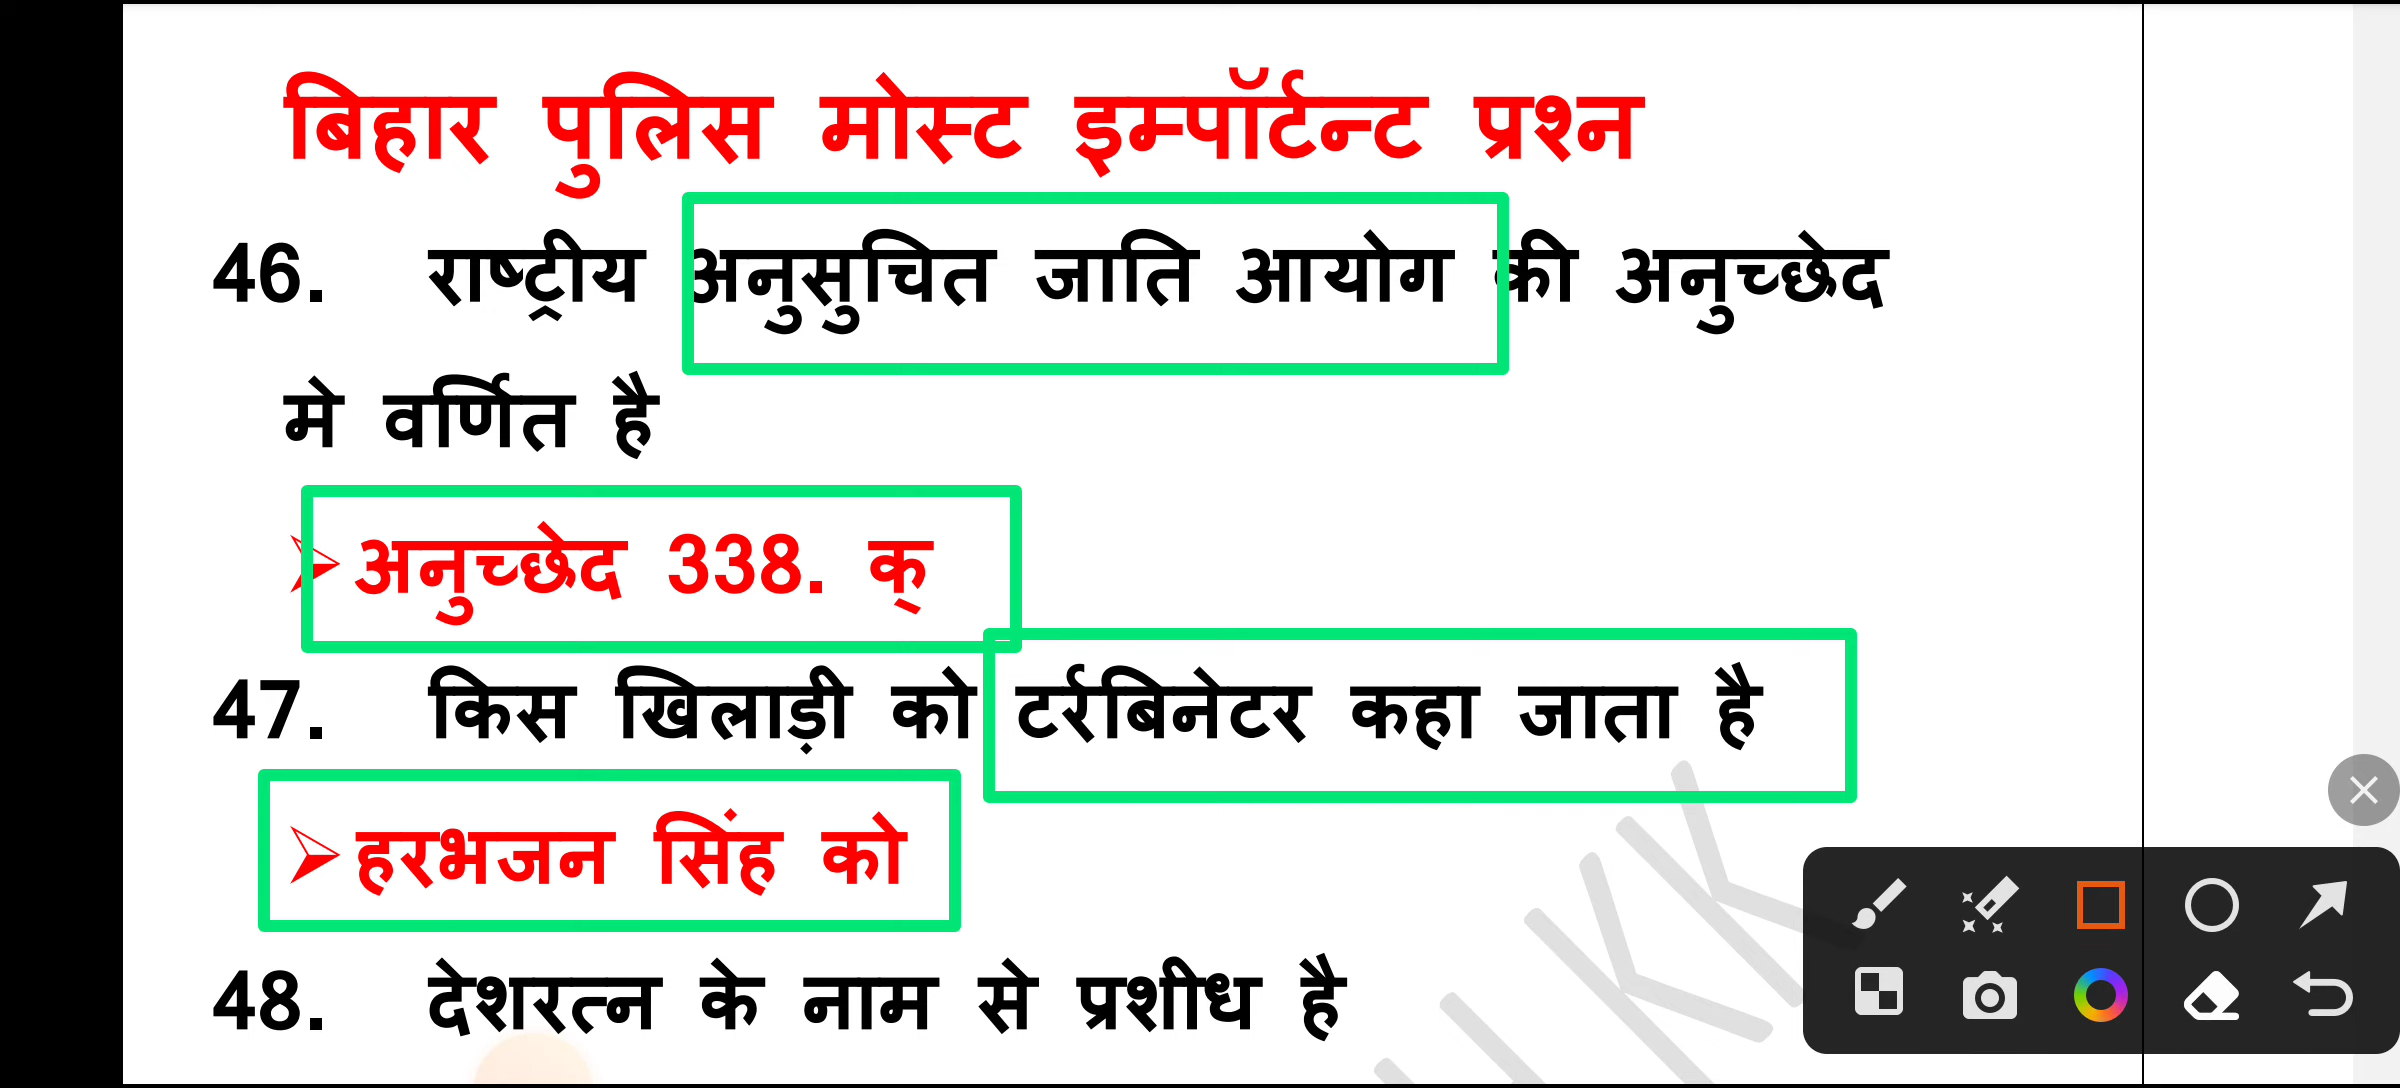 बिहार पुलिस मोस्ट इम्पॉर्टन्ट प्रश्न
46. राष्ट्रीय अनुसुचित जाति आयोग की अनुच्छेद
मे वर्णित है
➢ अनुच्छेद 338. क्
47. किस खिलाड़ी को टर्रबिनेटर कहा जाता है
➢ हरभजन सिंह को
48. देशरत्न के नाम से प्रशीध है